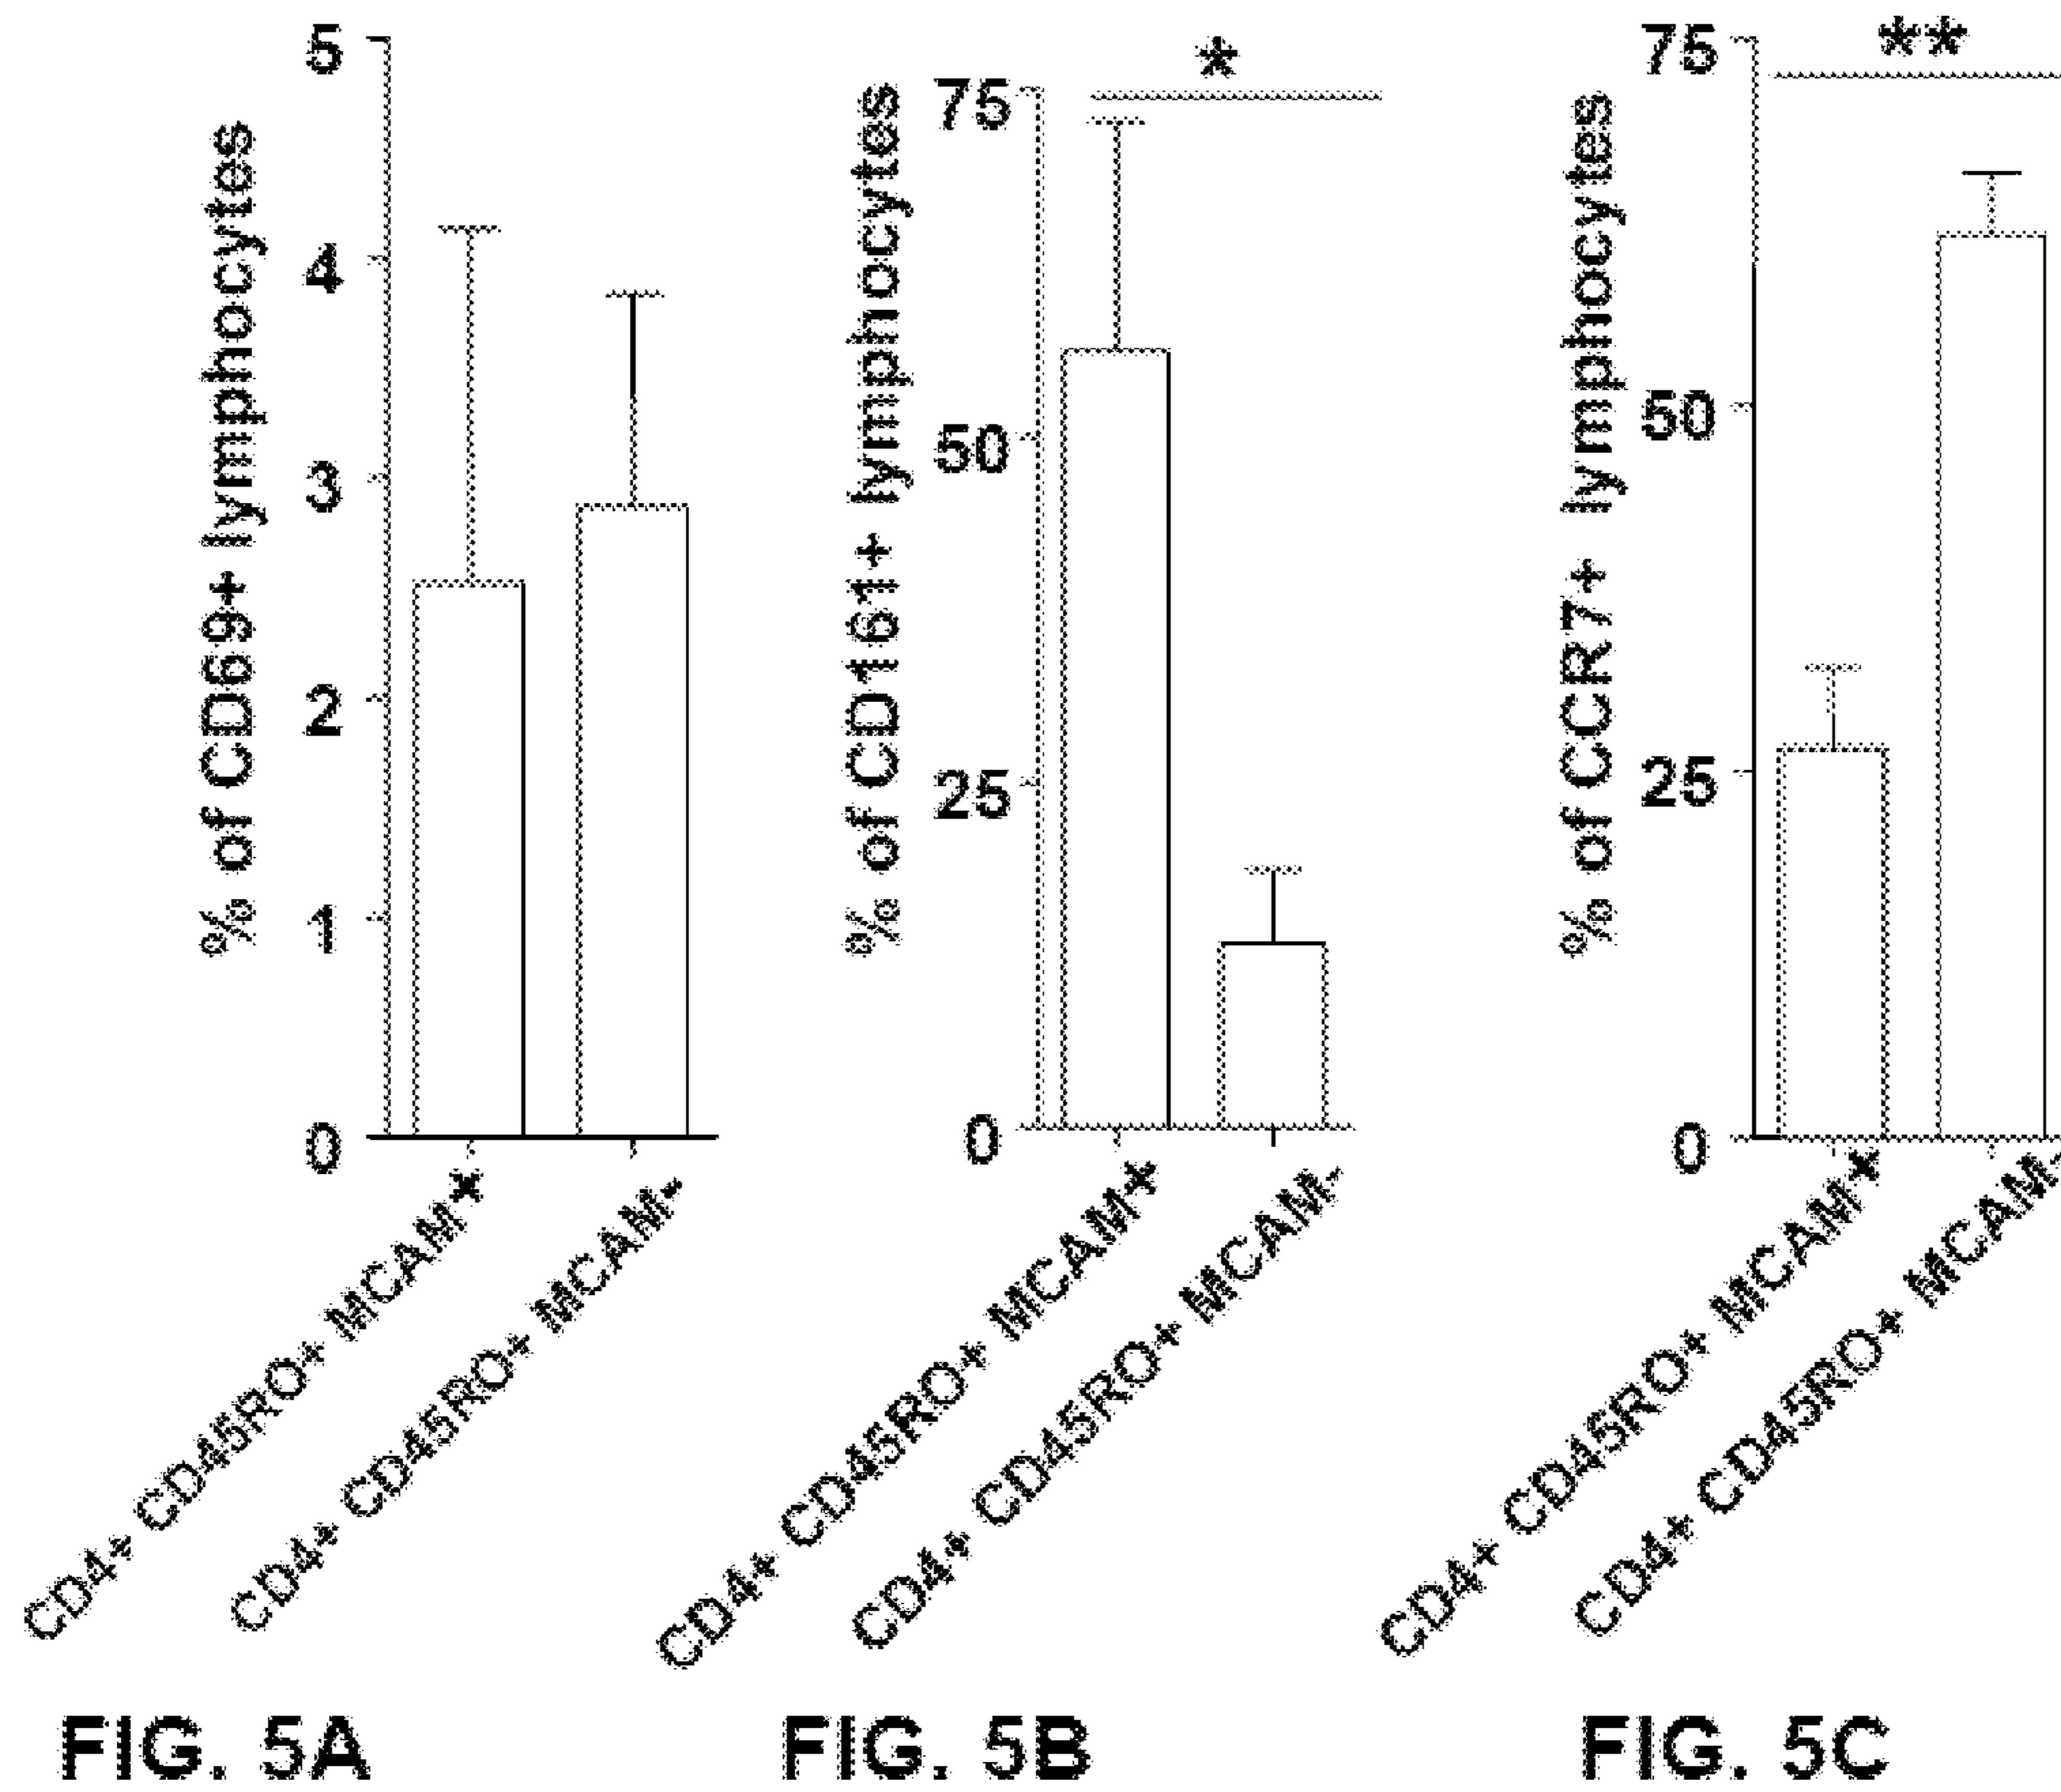 % of CD69+ lymphocytes
5
4
3
2
1
0
CD4+ CD45RO+ MCAM+
CD4+ CD45RO+ MCAM-
FIG. 5A
*
% of CD161+ lymphocytes
75
50
25
0
CD4+ CD45RO+ MCAM+
CD4+ CD45RO+ MCAM-
FIG. 5B
**
% of CCR7+ lymphocytes
75
50
25
0
CD4+ CD45RO+ MCAM+
CD4+ CD45RO+ MCAM-
FIG. 5C